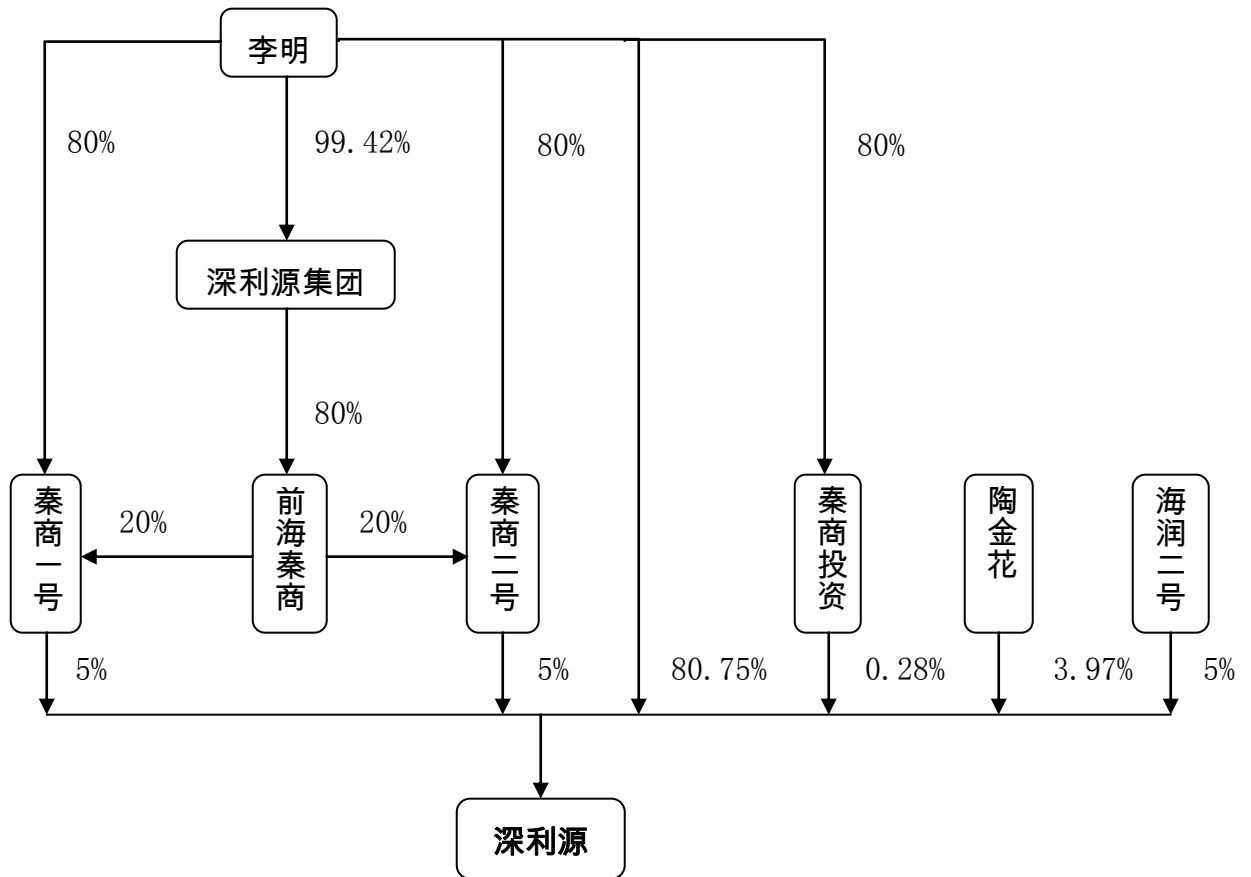 李明
80%
99.42%
80%
80%
深利源集团
80%
秦商一号
20%
前海秦商
20%
秦商二号
秦商投资
陶金花
海润二号
5%
5%
80.75%
0.28%
3.97%
5%
深利源